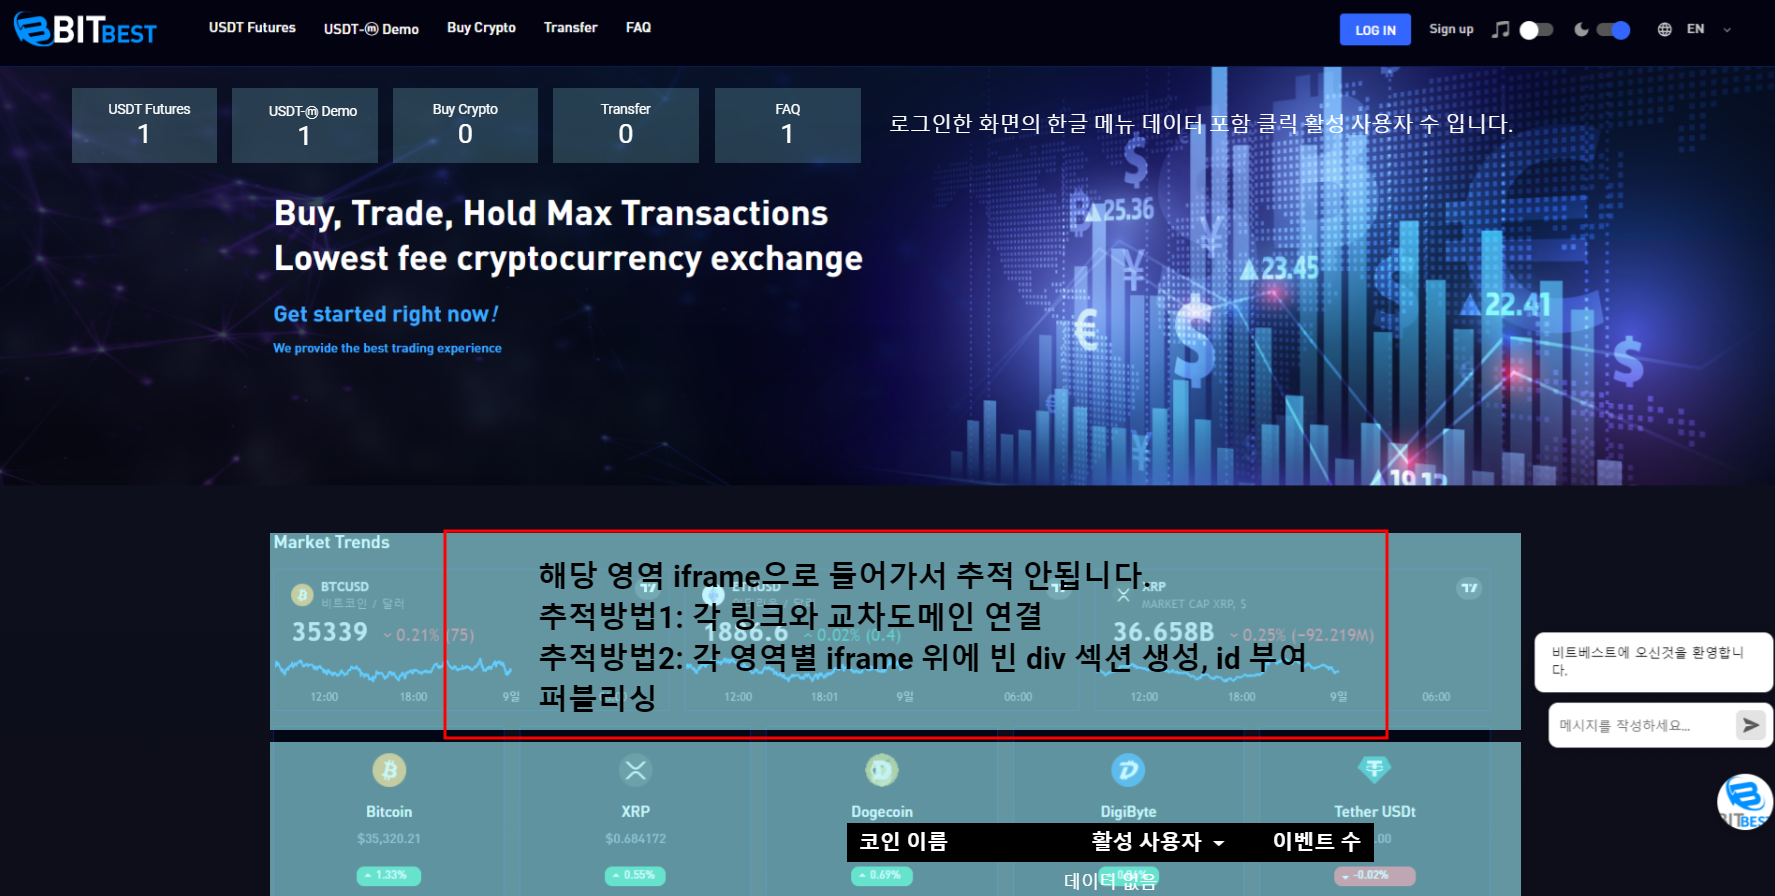 BITBEST
USDT Futures
USDT-ⓜ Demo
Buy Crypto
Transfer
FAQ
LOG IN
Sign up
EN
USDT Futures
1
USDT-ⓜ Demo
1
Buy Crypto
0
Transfer
0
FAQ
1
로그인한 화면의 한글 메뉴 데이터 포함 클릭 활성 사용자 수 입니다.
Buy, Trade, Hold Max Transactions
Lowest fee cryptocurrency exchange
Get started right now!
We provide the best trading experience
25.36
23.45
22.41
19.12
Market Trends
해당 영역 iframe으로 들어가서 추적 안됩니다.
추적방법1: 각 링크와 교차도메인 연결
추적방법2: 각 영역별 iframe 위에 빈 div 섹션 생성, id 부여
퍼블리싱
BTCUSD
비트코인 / 달러
35339
0.21% (75)
12:00
18:00
9일
ETHUSD
1886.6
0.02% (0.4)
12:00
18:01
9일
06:00
XRP
MARKET CAP XRP, $
36.658B
0.25% (−92.219M)
12:00
18:00
9일
06:00
비트베스트에 오신것을 환영합니
다.
메시지를 작성하세요...
BITBES
Bitcoin
$35,320.21
1.33%
XRP
$0.684172
0.55%
Dogecoin
0.69%
DigiByte
Tether USDt
.00
-0.02%
코인 이름
활성 사용자
이벤트 수
데이터 없음